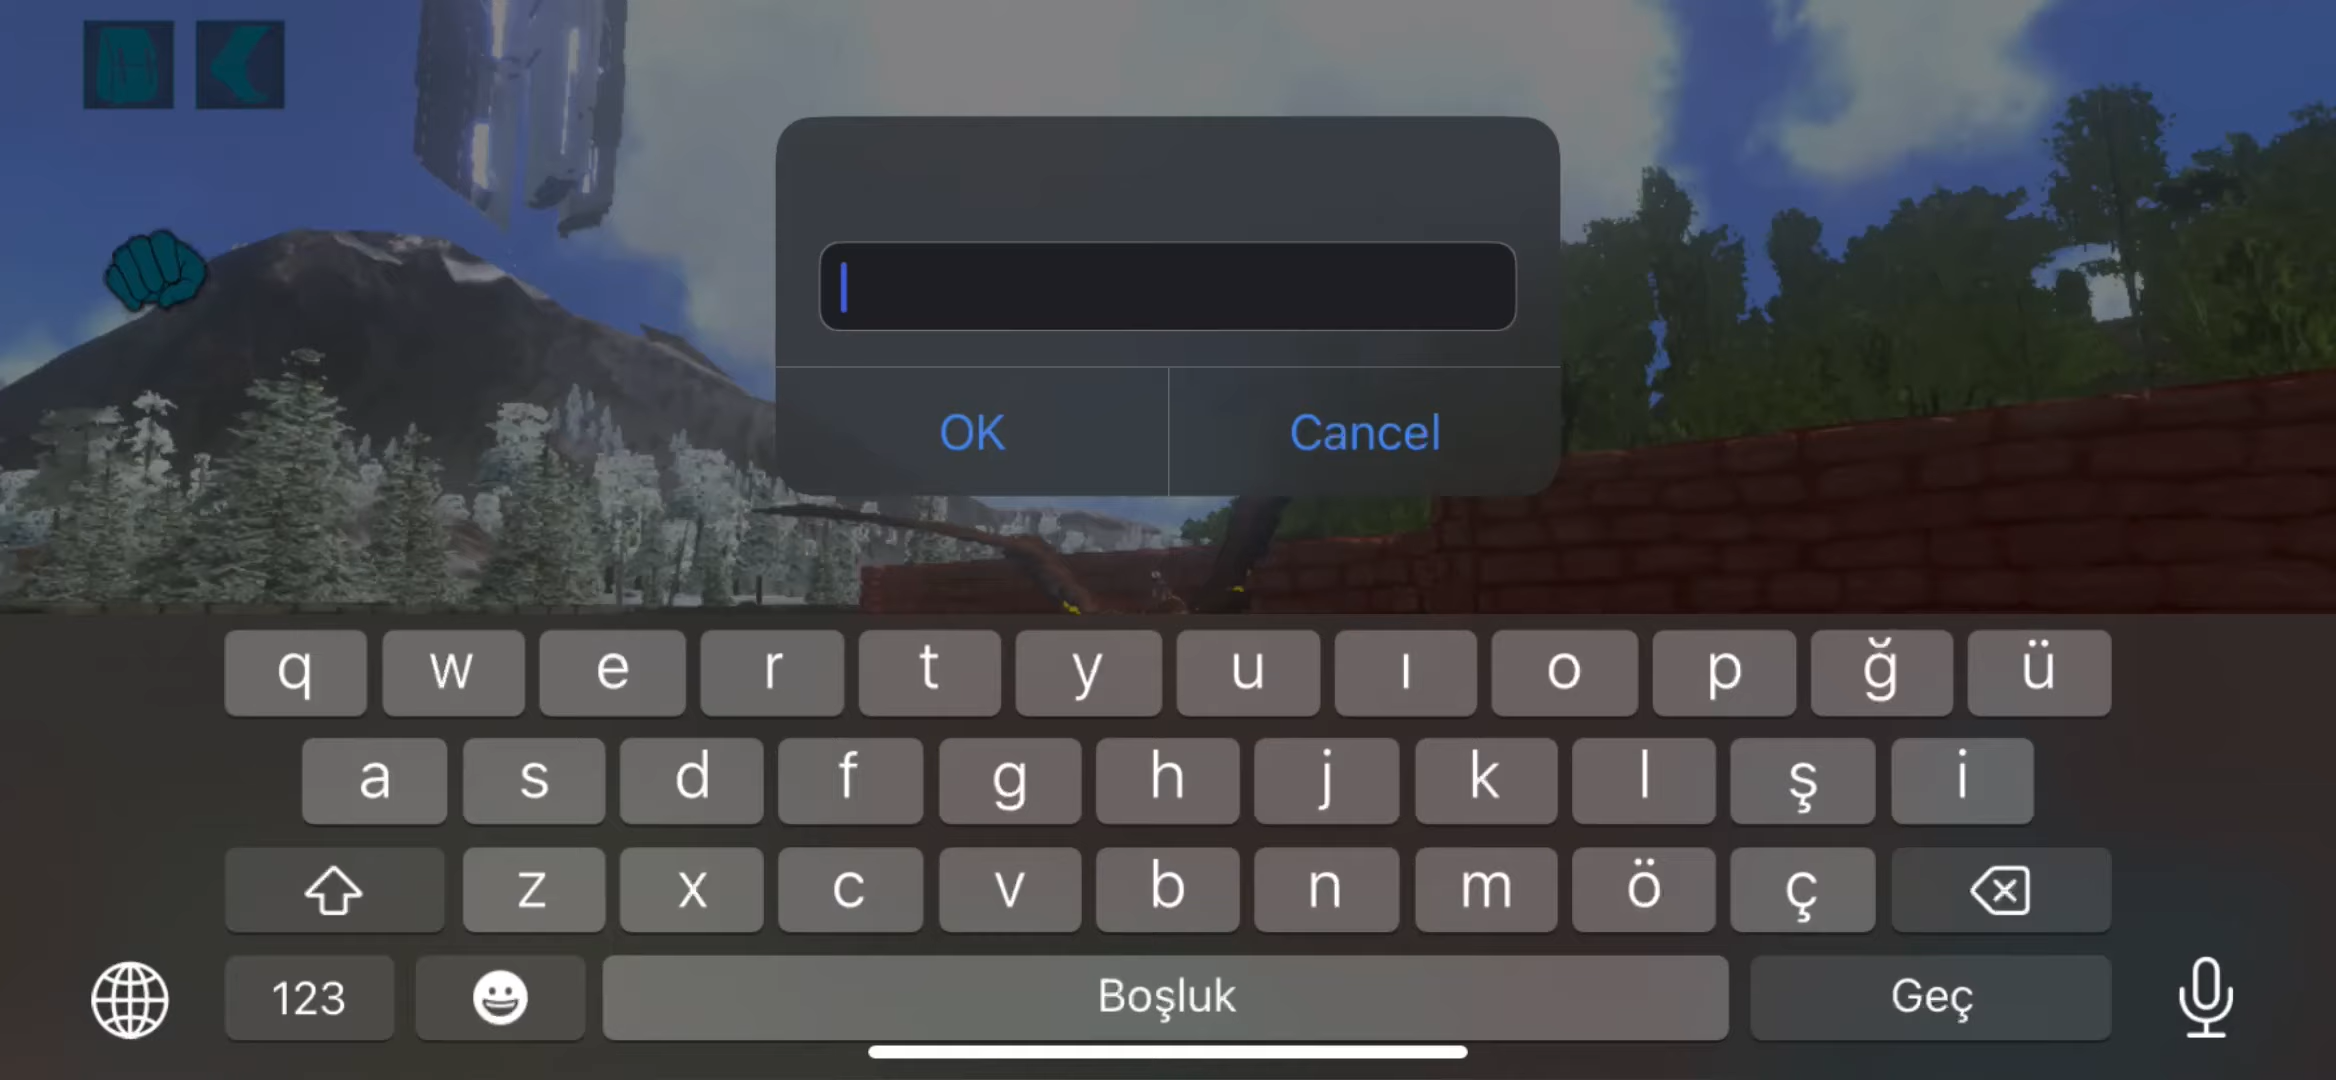 OK Cancel
q w e r t y u ı o p ğ ü
a s d f g h j k l ş i
z x c v b n m ö ç
123 Boşluk Geç